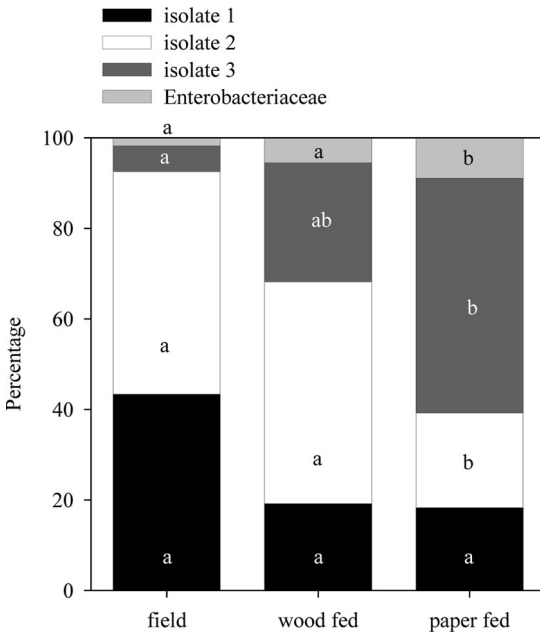 isolate 1
isolate 2
isolate 3
Enterobacteriaceae
a
100
a
a
b
a
80
ab
60
b
a
40
a
b
20
a
a
a
0
Percentage
field
wood fed
paper fed